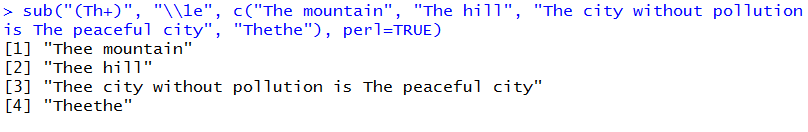 > sub("(Th+)", "\\1e", c("The mountain", "The hill", "The city without pollution
is The peaceful city", "Thethe"), perl=TRUE)
[1] "Thee mountain"
[2] "Thee hill"
[3] "Thee city without pollution is The peaceful city"
[4] "Theethe"